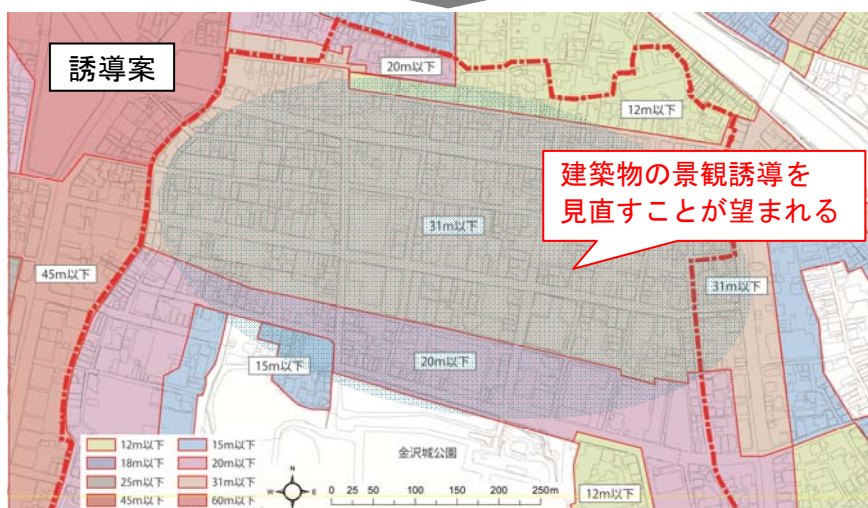 誘導案
20m以下
12m以下
建築物の景観誘導を
見直すことが望まれる
31m以下
45m以下
31m以下
20m以下
15m以下
金沢城公園
12m以下
12m以下 15m以下
18m以下 20m以下
25m以下 31m以下
45m以下 60m以下
N
W E
S
0 25 50 100 150 200 250m